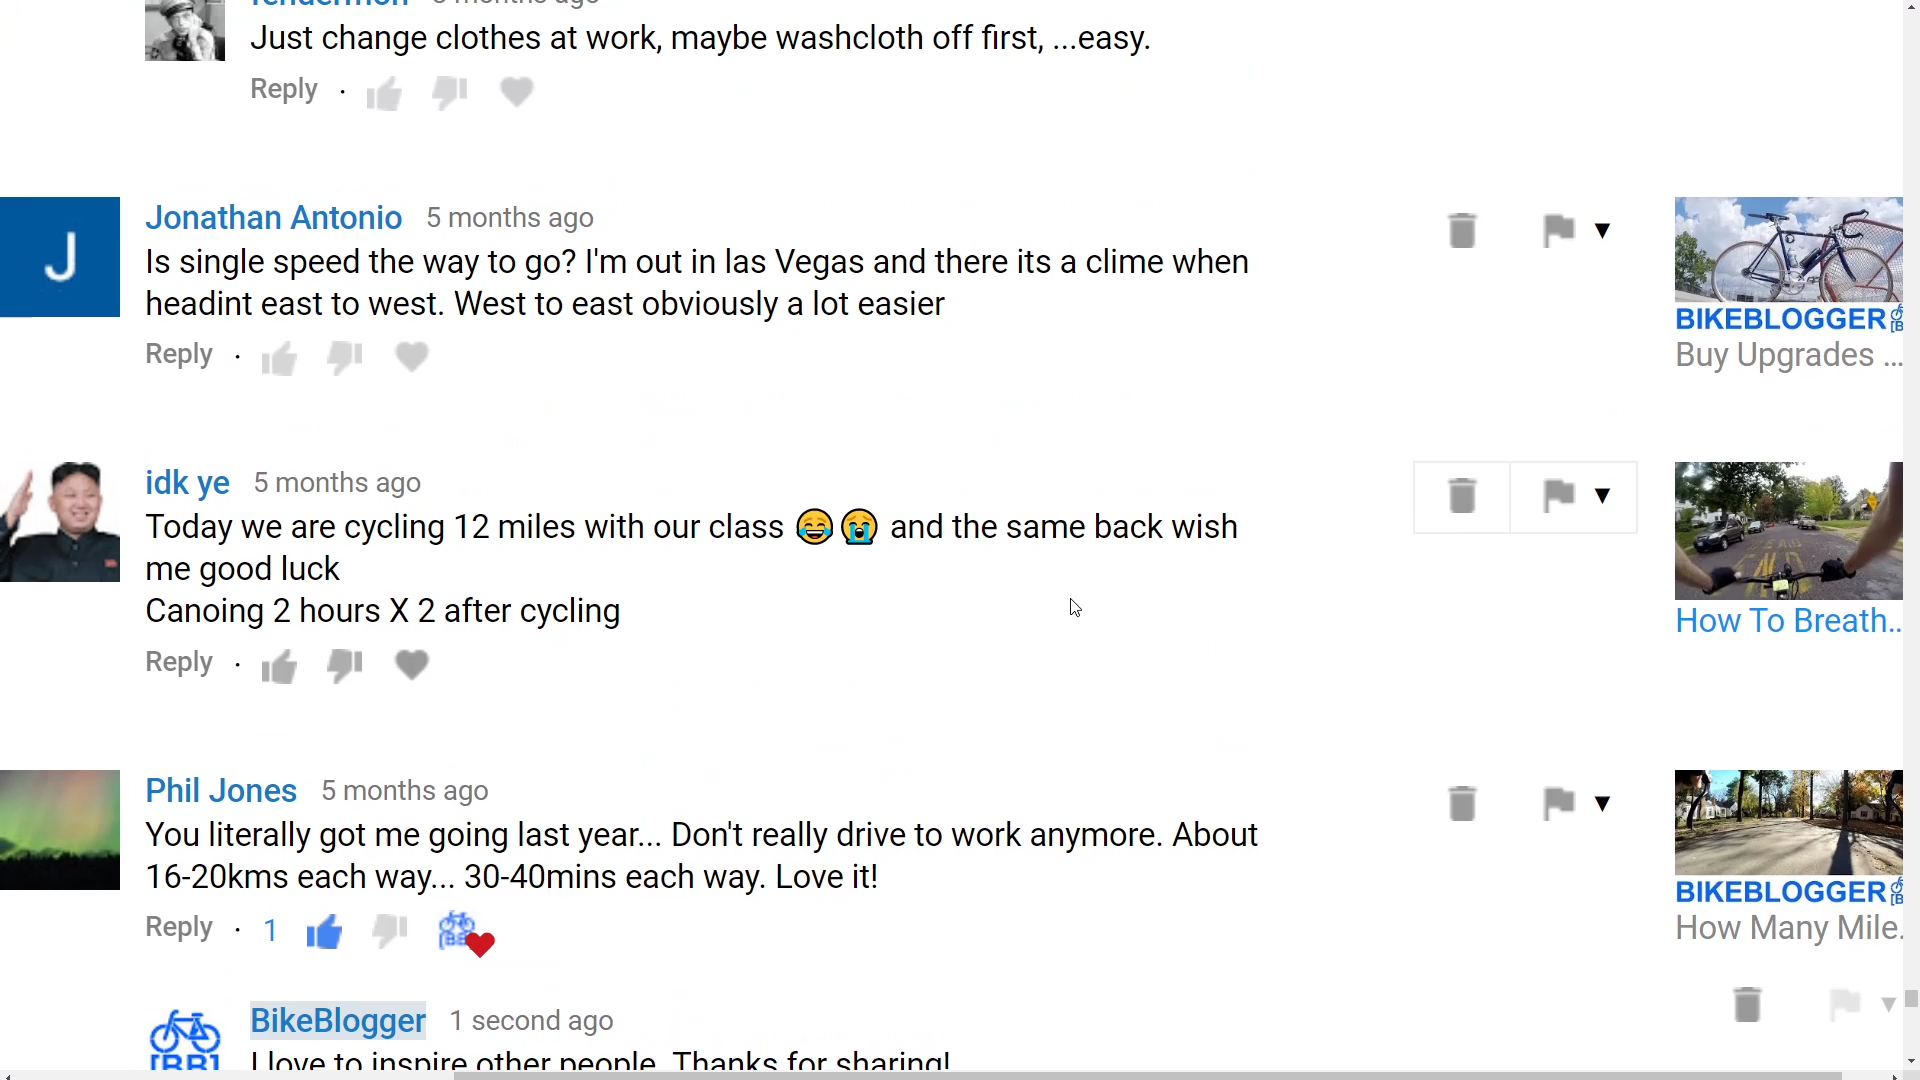 Just change clothes at work, maybe washcloth off first, ...easy.
Reply ·
J
Jonathan Antonio 5 months ago
Is single speed the way to go? I'm out in las Vegas and there its a clime when
headint east to west. West to east obviously a lot easier
Reply ·
BIKEBLOGGER
Buy Upgrades ...
idk ye 5 months ago
Today we are cycling 12 miles with our class 😂😭 and the same back wish
me good luck
Canoing 2 hours X 2 after cycling
Reply ·
How To Breath..
Phil Jones 5 months ago
You literally got me going last year... Don't really drive to work anymore. About
16-20kms each way... 30-40mins each way. Love it!
Reply · 1
BIKEBLOGGER
How Many Mile.
BikeBlogger 1 second ago
I love to inspire other people. Thanks for sharing!
[BB]